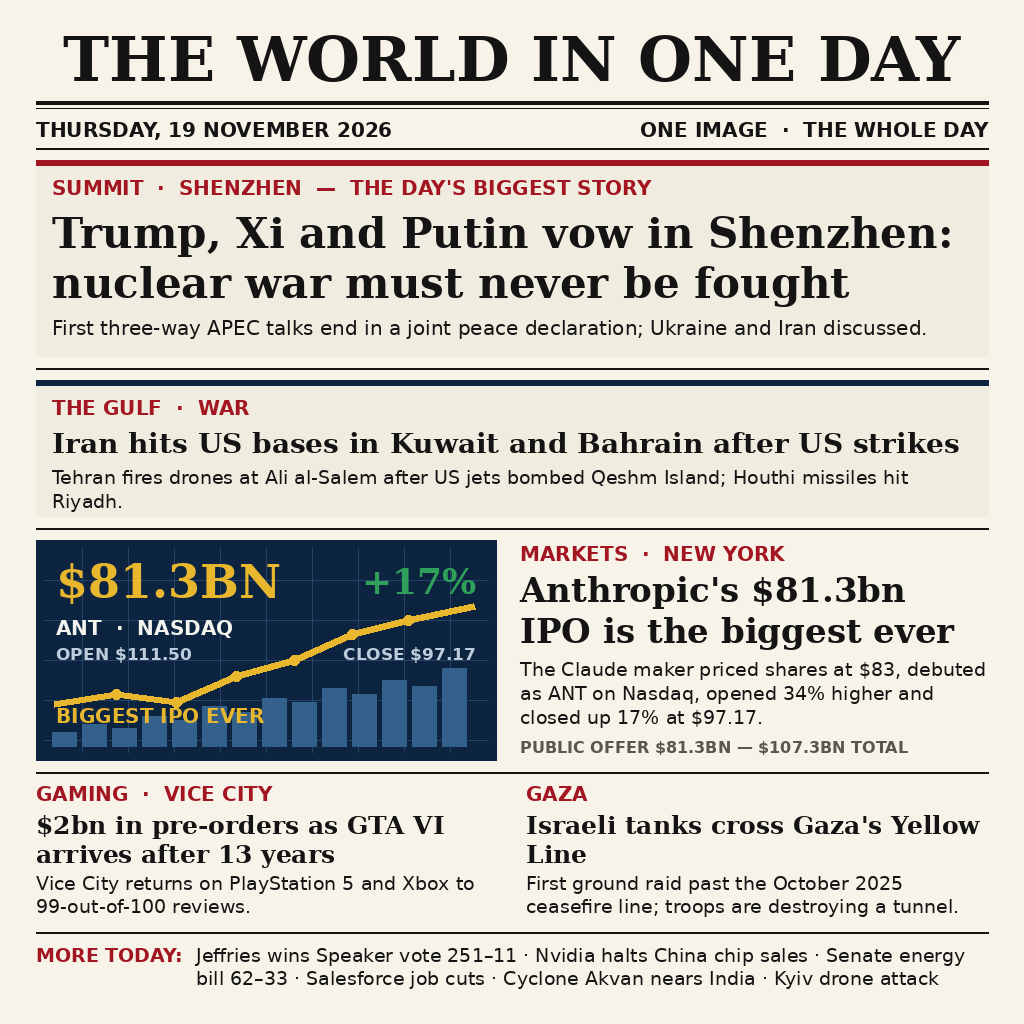 THE WORLD IN ONE DAY
THURSDAY, 19 NOVEMBER 2026
ONE IMAGE · THE WHOLE DAY
SUMMIT · SHENZHEN — THE DAY'S BIGGEST STORY
Trump, Xi and Putin vow in Shenzhen:
nuclear war must never be fought
First three-way APEC talks end in a joint peace declaration; Ukraine and Iran discussed.
THE GULF · WAR
Iran hits US bases in Kuwait and Bahrain after US strikes
Tehran fires drones at Ali al-Salem after US jets bombed Qeshm Island; Houthi missiles hit
Riyadh.
$81.3BN
+17%
ANT · NASDAQ
OPEN $111.50
CLOSE $97.17
BIGGEST IPO EVER
MARKETS · NEW YORK
Anthropic's $81.3bn
IPO is the biggest ever
The Claude maker priced shares at $83, debuted
as ANT on Nasdaq, opened 34% higher and
closed up 17% at $97.17.
PUBLIC OFFER $81.3BN — $107.3BN TOTAL
GAMING · VICE CITY
$2bn in pre-orders as GTA VI
arrives after 13 years
Vice City returns on PlayStation 5 and Xbox to
99-out-of-100 reviews.
GAZA
Israeli tanks cross Gaza's Yellow
Line
First ground raid past the October 2025
ceasefire line; troops are destroying a tunnel.
MORE TODAY: Jeffries wins Speaker vote 251–11 · Nvidia halts China chip sales · Senate energy
bill 62–33 · Salesforce job cuts · Cyclone Akvan nears India · Kyiv drone attack